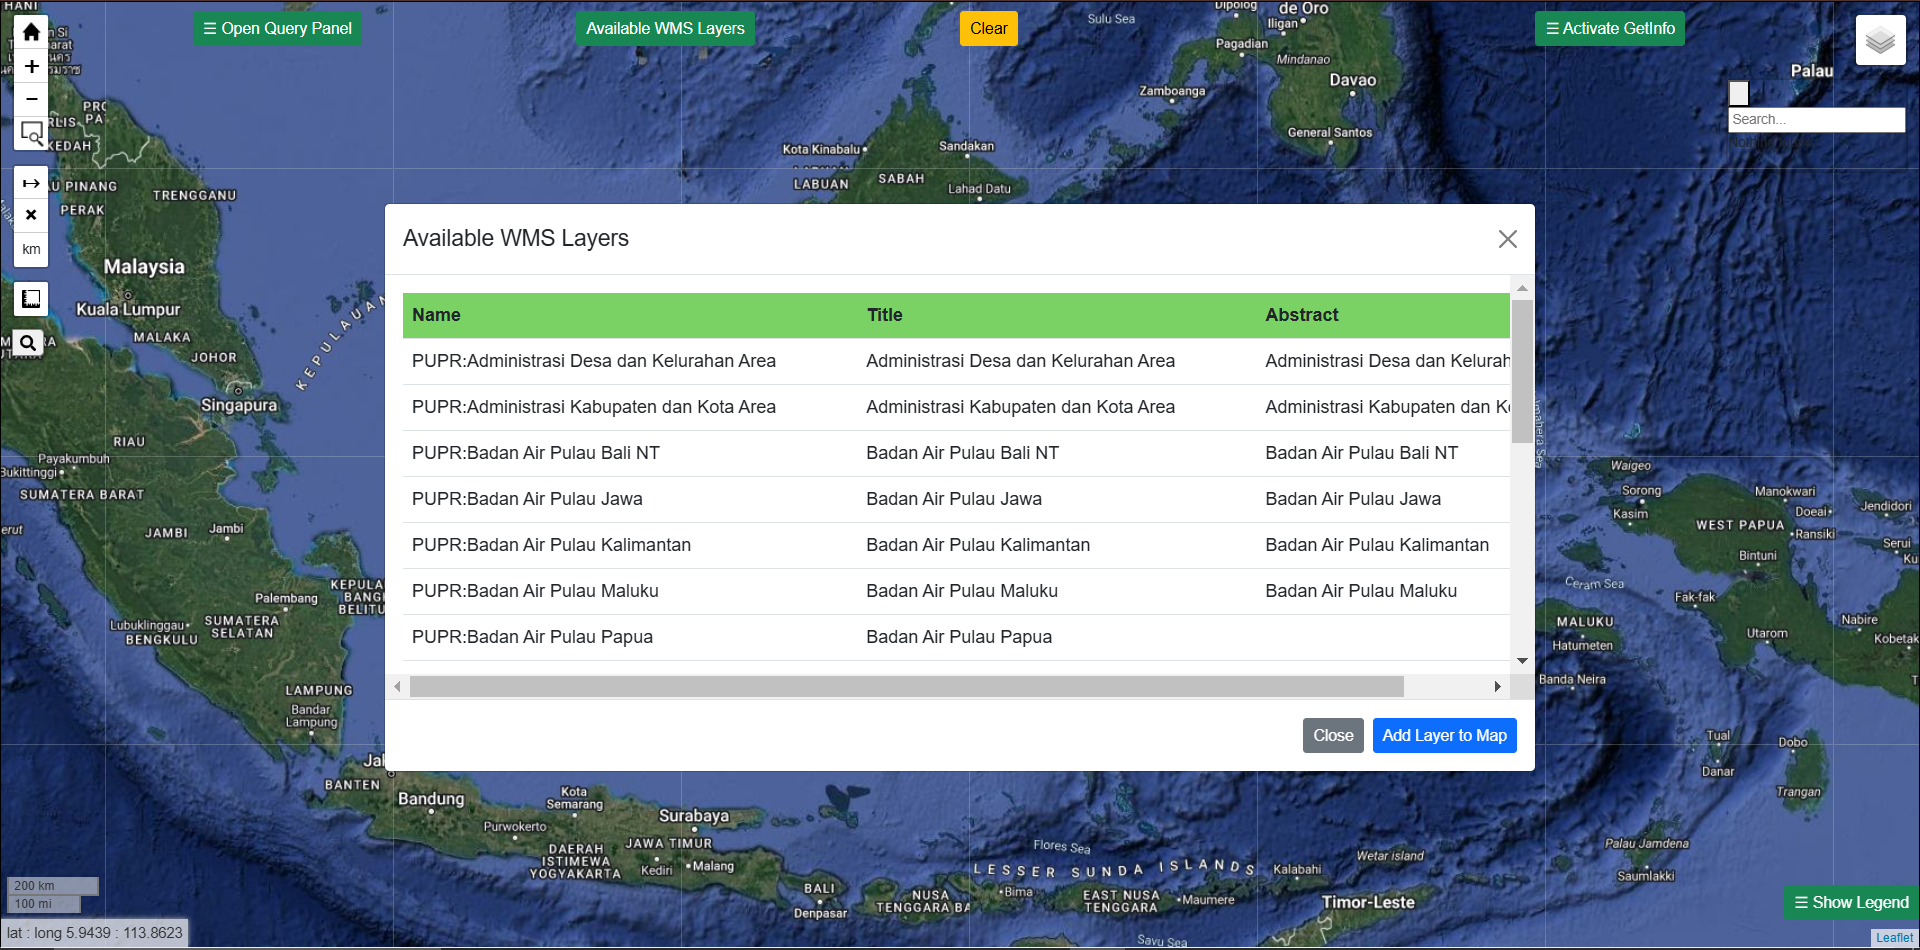 HANI
☰ Open Query Panel
Available WMS Layers
Clear
☰ Activate GetInfo
Sulu Sea
Dipolog
de Oro
Iligan
Pagadian
Mindanao
Davao
Palau
Zamboanga
General Santos
Search...
Kota Kinabalu
Sandakan
LABUAN
SABAH
Lahad Datu
KEDAH
PINANG
TRENGGANU
PERAK
+
−
km
Malaysia
Kuala Lumpur
MALAKA
JOHOR
Singapura
KEPULAUAN
RIAU
Payakumbuh
Bukittinggi
SUMATERA BARAT
JAMBI
Jambi
Palembang
Lubuklinggau
BENGKULU
SUMATERA
SELATAN
LAMPUNG
Bandar
Lampung
Available WMS Layers
Name Title Abstract
PUPR:Administrasi Desa dan Kelurahan Area Administrasi Desa dan Kelurahan Area Administrasi Desa dan Kelurah
PUPR:Administrasi Kabupaten dan Kota Area Administrasi Kabupaten dan Kota Area Administrasi Kabupaten dan K
PUPR:Badan Air Pulau Bali NT Badan Air Pulau Bali NT Badan Air Pulau Bali NT
PUPR:Badan Air Pulau Jawa Badan Air Pulau Jawa Badan Air Pulau Jawa
PUPR:Badan Air Pulau Kalimantan Badan Air Pulau Kalimantan Badan Air Pulau Kalimantan
PUPR:Badan Air Pulau Maluku Badan Air Pulau Maluku Badan Air Pulau Maluku
PUPR:Badan Air Pulau Papua Badan Air Pulau Papua
Close
Add Layer to Map
Waigeo
Sorong
Kasim
Manokwari
Doeai
Jendidori
WEST PAPUA
Ransiki
Serui
Bintuni
Ceram Sea
Fak-fak
MALUKU
Hatumeten
Utarom
Nabire
Kobetak
Banda Neira
Tual
Danar
Dobo
Trangan
BANTEN
Bandung
Kota
Semarang
Purwokerto
DAERAH
ISTIMEWA
YOGYAKARTA
Surabaya
JAWA TIMUR
Kediri
Malang
BALI
Denpasar
Flores Sea
LESSER SUNDA ISLANDS
NUSA
TENGGARA BA
Bima
EAST NUSA
TENGGARA
Maumere
Kalabahi
Wetar island
Timor-Leste
Palau Jamdena
Saumlakki
Savu Sea
200 km
100 mi
lat : long 5.9439 : 113.8623
☰ Show Legend
Leaflet